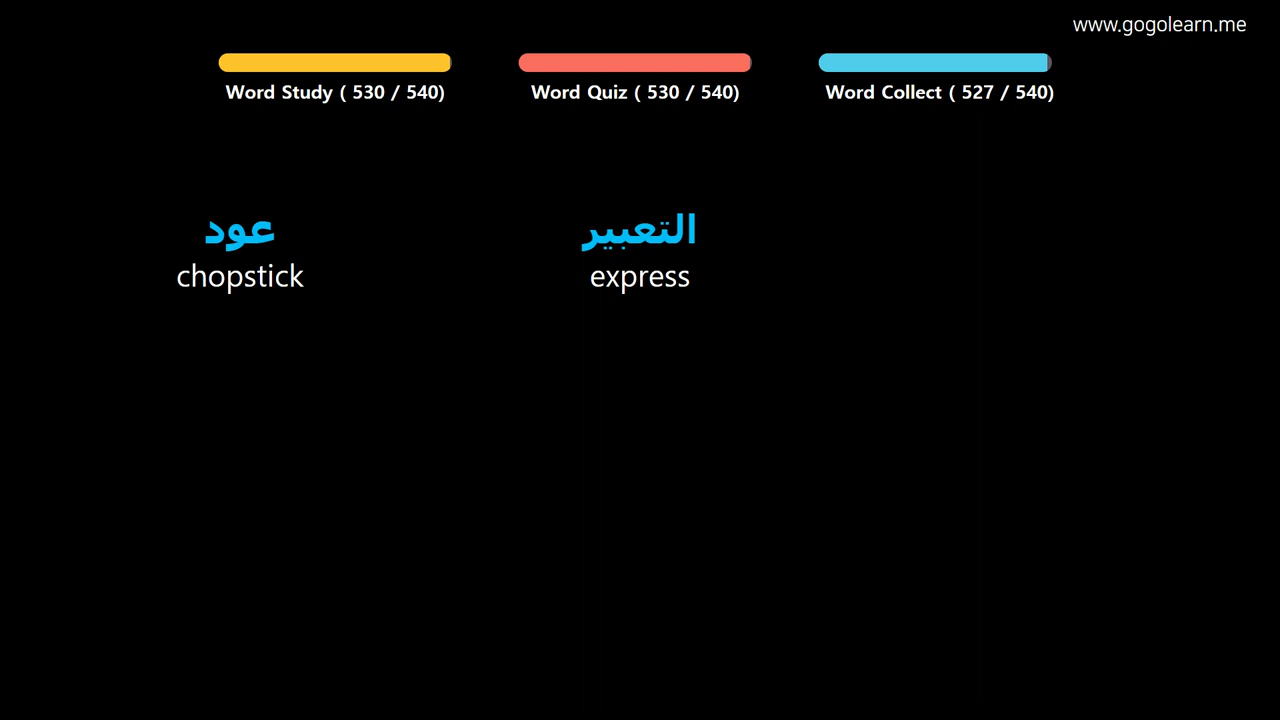 www.gogolearn.me
Word Study ( 530 / 540)
Word Quiz ( 530 / 540)
Word Collect ( 527 / 540)
عود
chopstick
التعبير
express